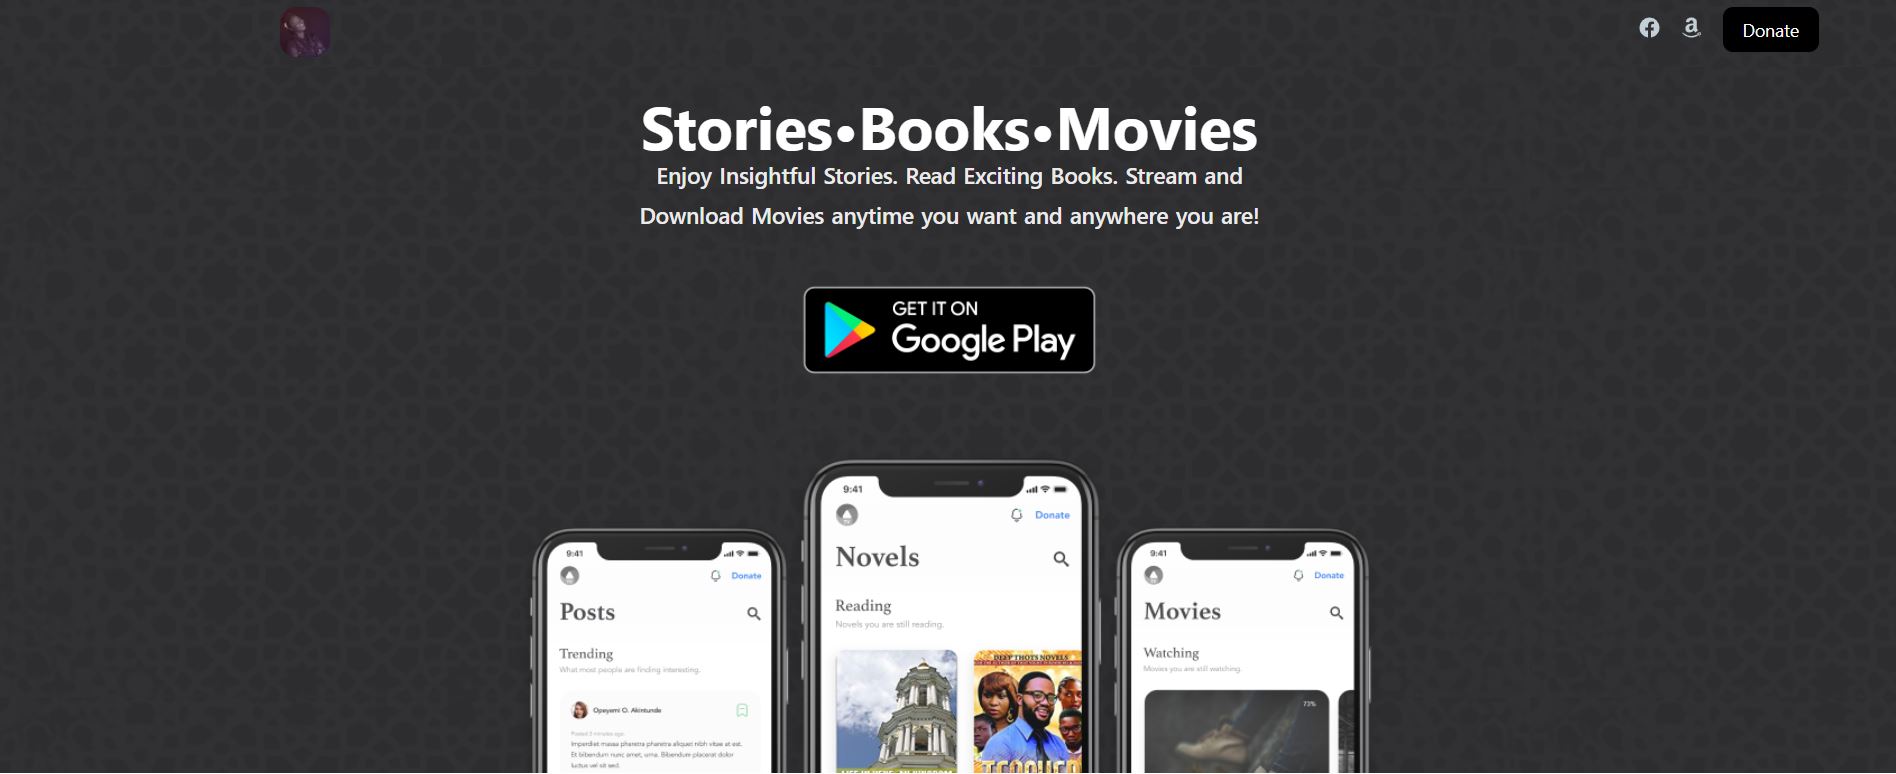 Donate
Stories•Books•Movies
Enjoy Insightful Stories. Read Exciting Books. Stream and
Download Movies anytime you want and anywhere you are!
GET IT ON
Google Play
9:41
Donate
Posts
Trending
What most people are finding interesting.
Opeyemi O. Akintunde
Posted 3 minutes ago.
Imperdiet massa pharetra pharetra aliquet nibh vitae at est.
Et bibendum nunc amet, urna. Bibendum placerat dolor
luctus vel sit sed.
9:41
TV
Donate
Novels
Reading
Novels you are still reading.
DEEP THOTS NOVELS
9:41
Donate
Movies
Watching
Movies you are still watching.
73%